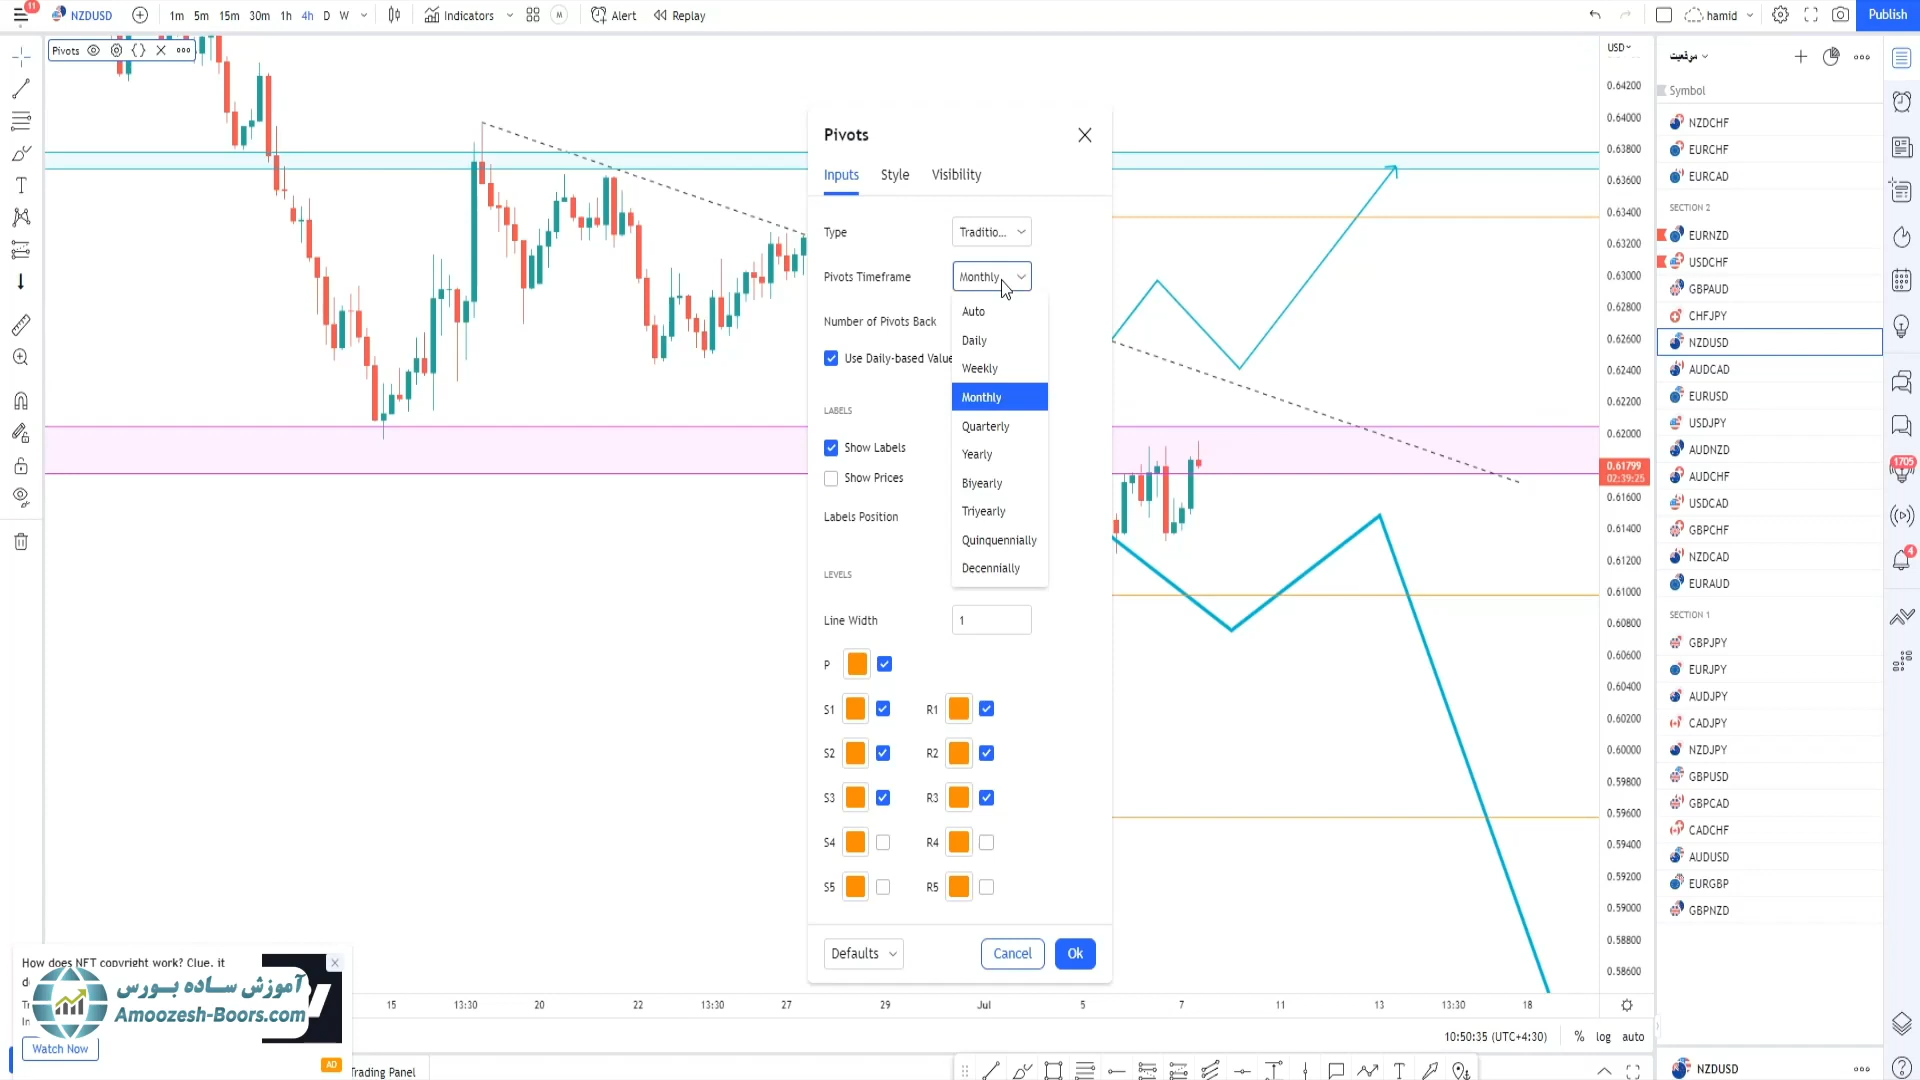 11
NZDUSD
1m 5m 15m 30m 1h 4h D W
Indicators
M
Alert
Replay
hamid
Publish
Pivots
USD
0.64200
0.64000
0.63800
0.63600
0.63400
0.63200
0.63000
0.62800
0.62600
0.62400
0.62200
0.62000
0.61799
02:39:25
0.61600
0.61400
0.61200
0.61000
0.60800
0.60600
0.60400
0.60200
0.60000
0.59800
0.59600
0.59400
0.59200
0.59000
0.58800
0.58600
Pivots
Inputs Style Visibility
Type Traditio...
Pivots Timeframe Monthly
Auto
Daily
Weekly
Monthly
Quarterly
Yearly
Biyearly
Triyearly
Quinquennially
Decennially
Number of Pivots Back
Use Daily-based Value
LABELS
Show Labels
Show Prices
Labels Position
LEVELS
Line Width 1
P
S1 R1
S2 R2
S3 R3
S4 R4
S5 R5
Defaults Cancel Ok
موقعیت
Symbol
NZDCHF
EURCHF
EURCAD
SECTION 2
EURNZD
USDCHF
GBPAUD
CHFJPY
NZDUSD
AUDCAD
EURUSD
USDJPY
AUDNZD
AUDCHF
USDCAD
GBPCHF
NZDCAD
EURAUD
SECTION 1
GBPJPY
EURJPY
AUDJPY
CADJPY
NZDJPY
GBPUSD
GBPCAD
CADCHF
AUDUSD
EURGBP
GBPNZD
NZDUSD
1705
4
How does NFT copyright work? Clue, it
آموزش ساده بورس
Amoozesh-Boors.com
Watch Now
AD
15 13:30 20 22 13:30 27 29 Jul 5 7 11 13 13:30 18
10:50:35 (UTC+4:30) % log auto
Trading Panel